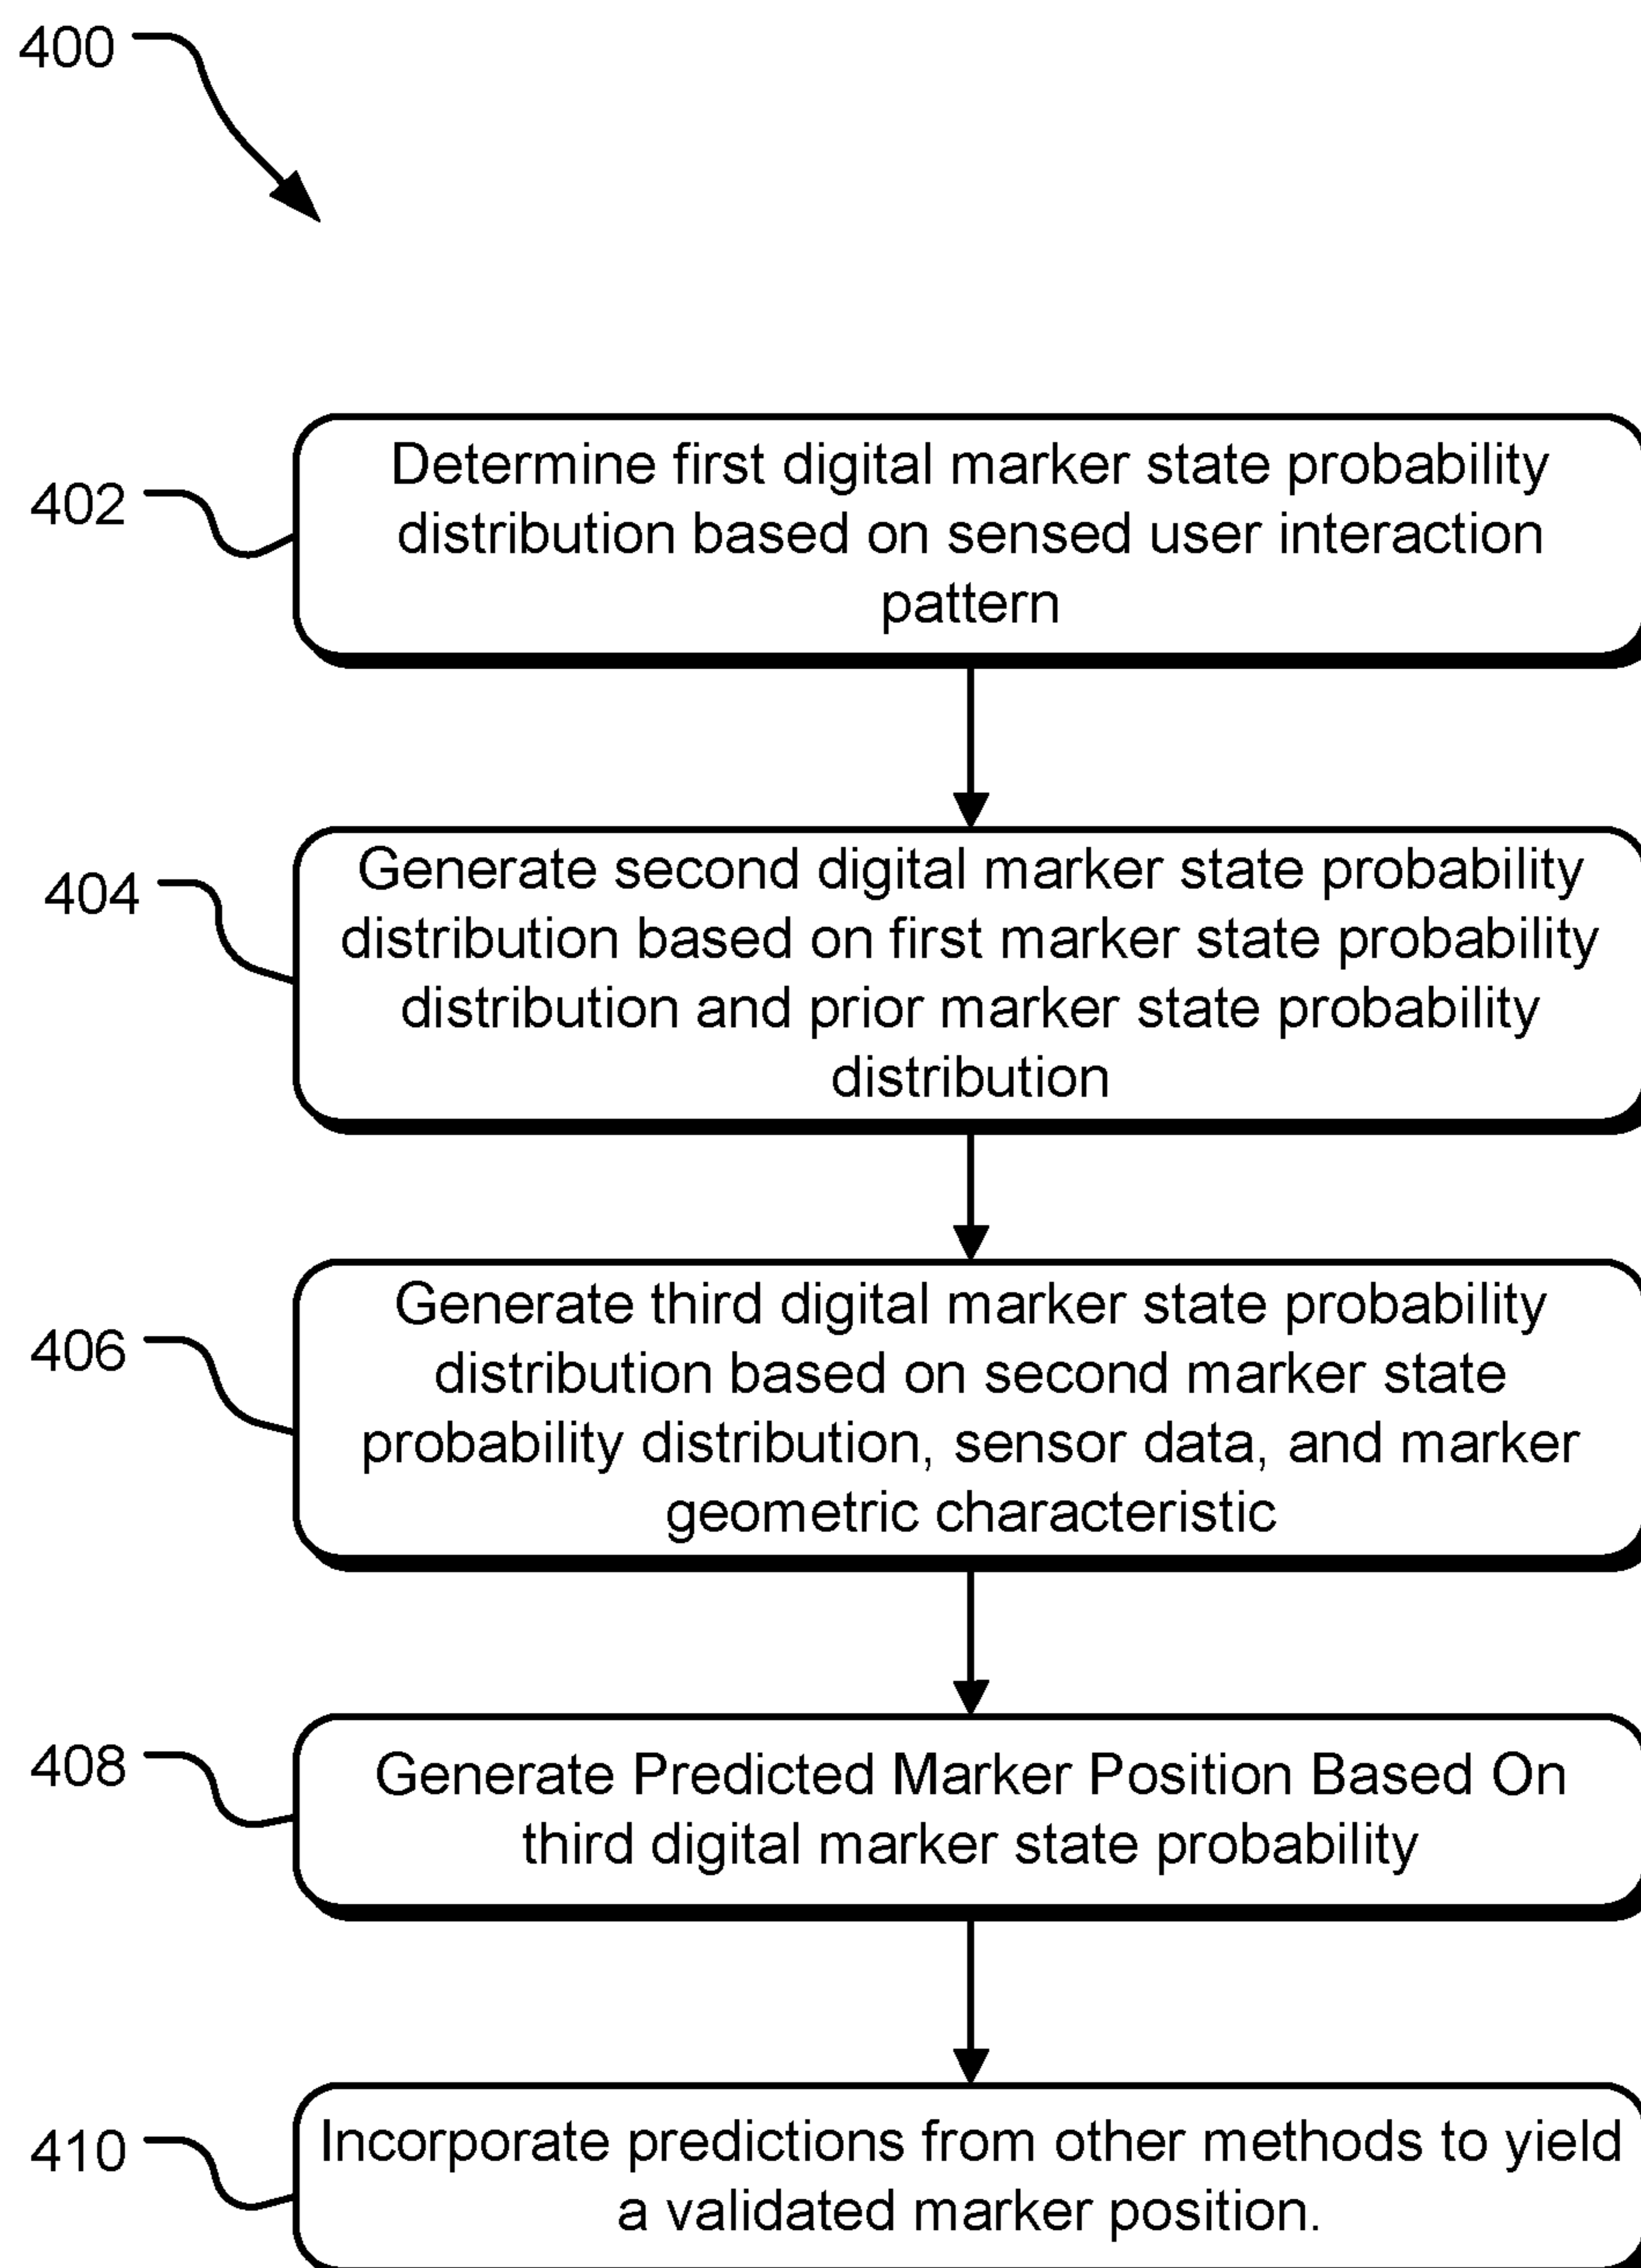 400
402
Determine first digital marker state probability
distribution based on sensed user interaction
pattern
404
Generate second digital marker state probability
distribution based on first marker state probability
distribution and prior marker state probability
distribution
406
Generate third digital marker state probability
distribution based on second marker state
probability distribution, sensor data, and marker
geometric characteristic
408
Generate Predicted Marker Position Based On
third digital marker state probability
410
Incorporate predictions from other methods to yield
a validated marker position.